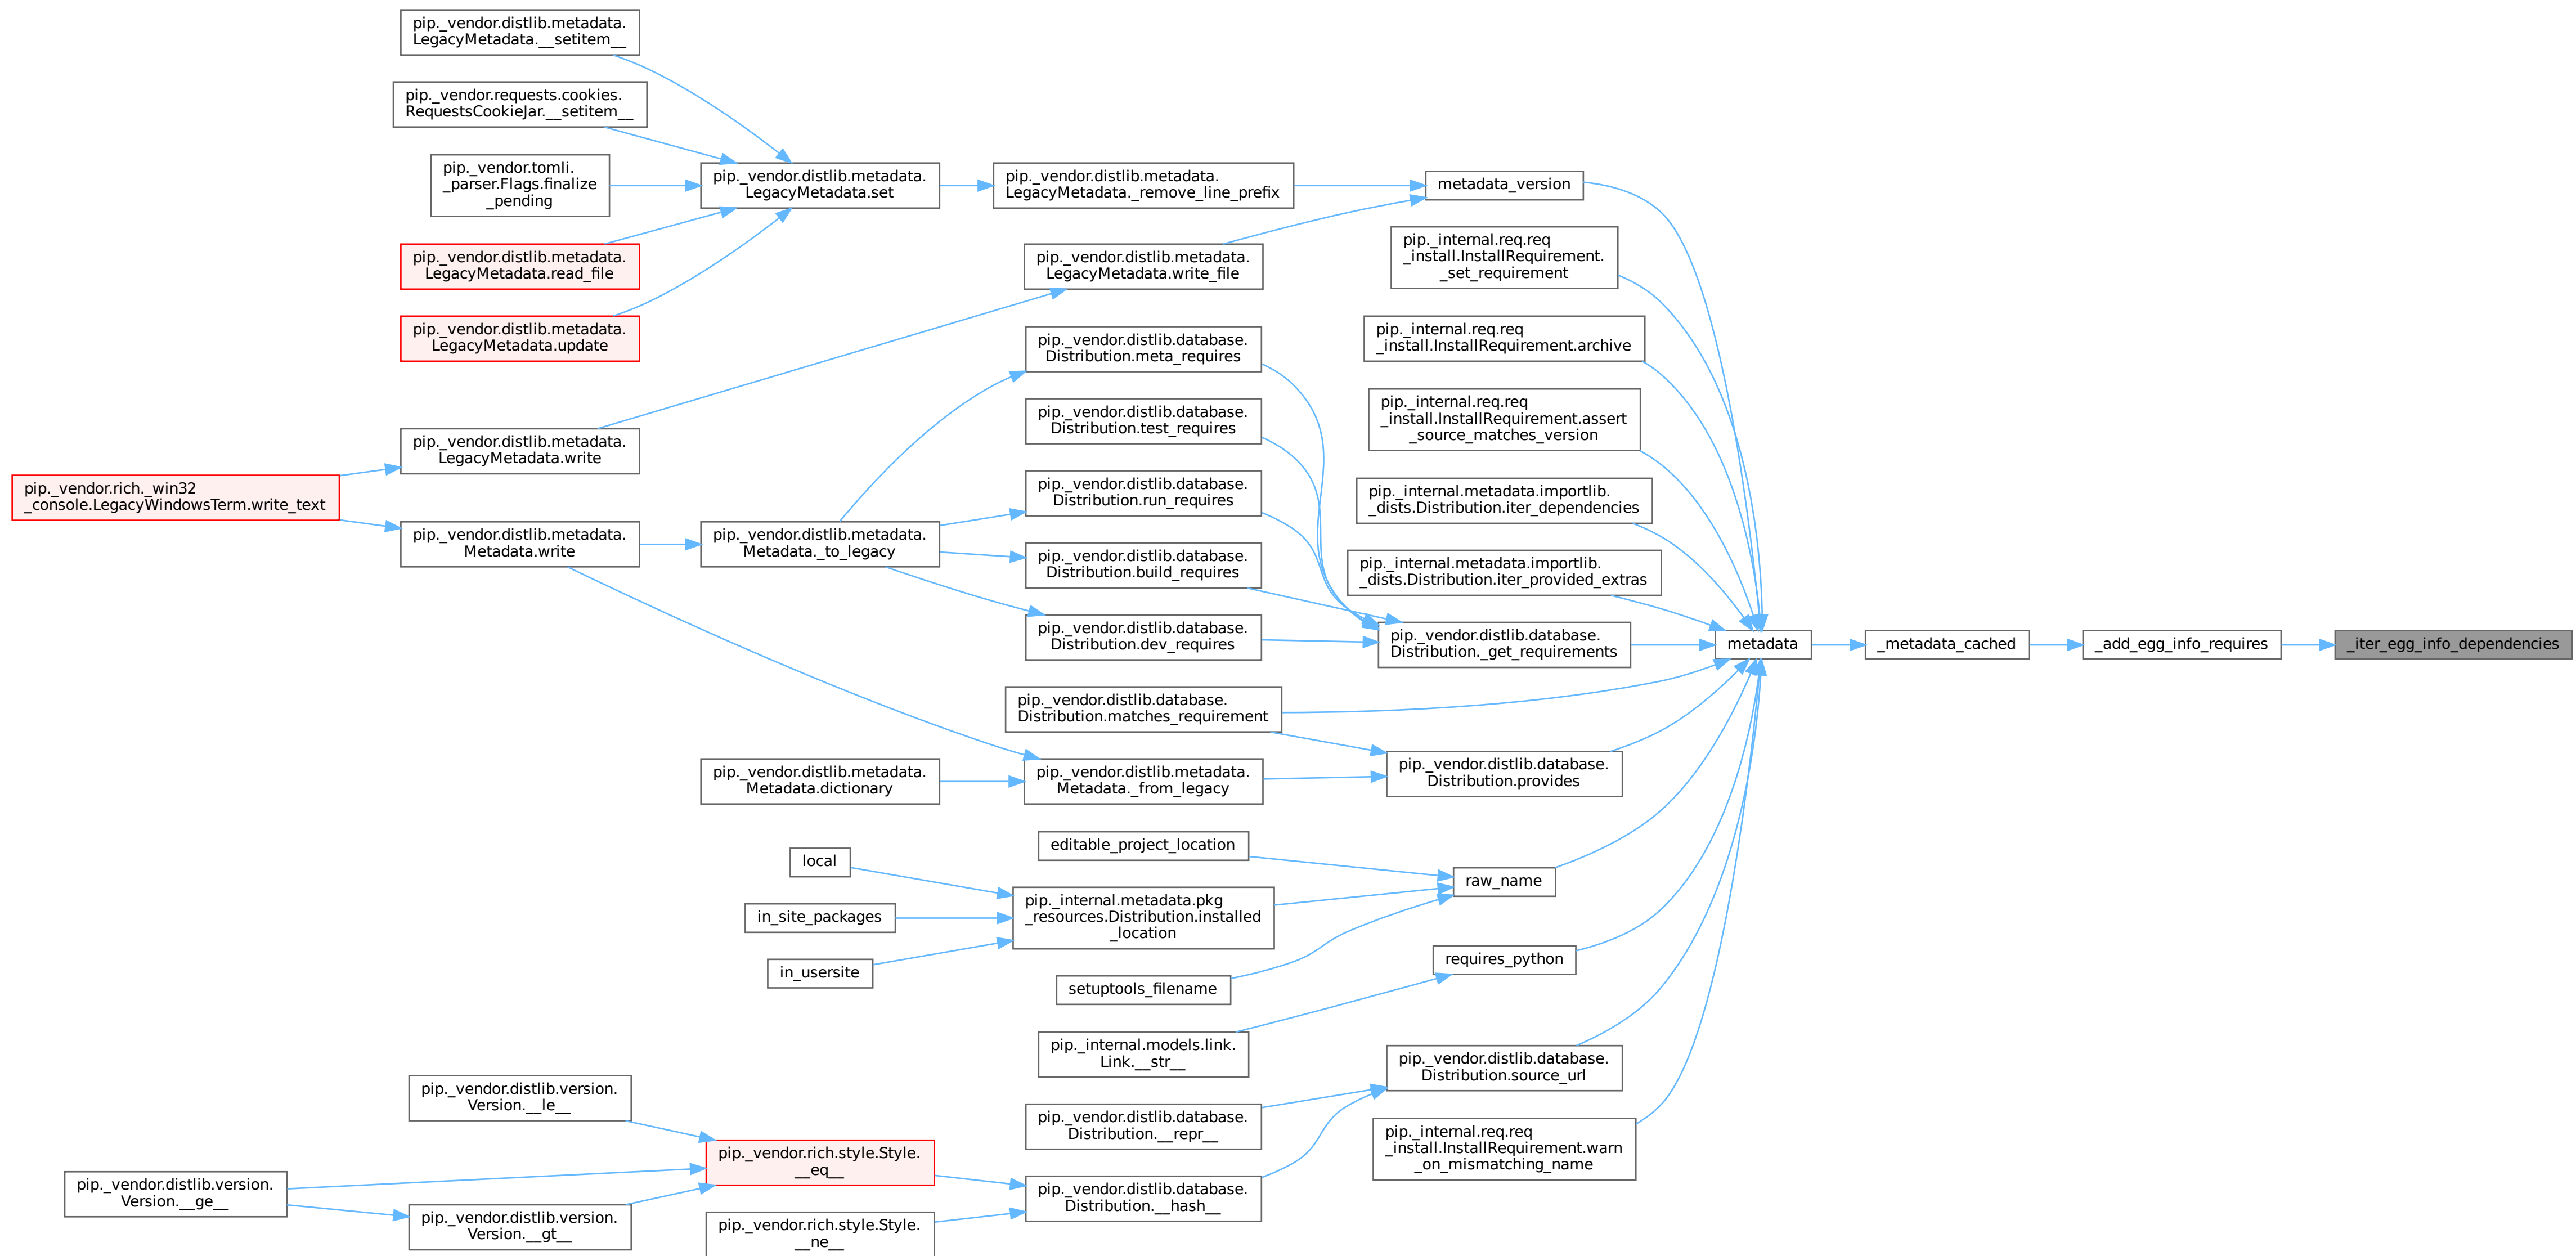 pip._vendor.distlib.metadata.
LegacyMetadata.__setitem__
pip._vendor.requests.cookies.
RequestsCookieJar.__setitem__
pip._vendor.tomli.
_parser.Flags.finalize
_pending
pip._vendor.distlib.metadata.
LegacyMetadata.read_file
pip._vendor.distlib.metadata.
LegacyMetadata.update
pip._vendor.distlib.metadata.
LegacyMetadata.set
pip._vendor.distlib.metadata.
LegacyMetadata._remove_line_prefix
metadata_version
pip._vendor.distlib.metadata.
LegacyMetadata.write_file
pip._internal.req.req
_install.InstallRequirement.
_set_requirement
pip._internal.req.req
_install.InstallRequirement.archive
pip._internal.req.req
_install.InstallRequirement.assert
_source_matches_version
pip._internal.metadata.importlib.
_dists.Distribution.iter_dependencies
pip._internal.metadata.importlib.
_dists.Distribution.iter_provided_extras
pip._vendor.distlib.database.
Distribution.meta_requires
pip._vendor.distlib.database.
Distribution.test_requires
pip._vendor.distlib.database.
Distribution.run_requires
pip._vendor.distlib.database.
Distribution.build_requires
pip._vendor.distlib.database.
Distribution.dev_requires
pip._vendor.distlib.database.
Distribution._get_requirements
metadata
_metadata_cached
_add_egg_info_requires
_iter_egg_info_dependencies
pip._vendor.distlib.metadata.
LegacyMetadata.write
pip._vendor.rich._win32
_console.LegacyWindowsTerm.write_text
pip._vendor.distlib.metadata.
Metadata.write
pip._vendor.distlib.metadata.
Metadata._to_legacy
pip._vendor.distlib.database.
Distribution.matches_requirement
pip._vendor.distlib.metadata.
Metadata.dictionary
pip._vendor.distlib.metadata.
Metadata._from_legacy
pip._vendor.distlib.database.
Distribution.provides
editable_project_location
local
in_site_packages
in_usersite
pip._internal.metadata.pkg
_resources.Distribution.installed
_location
raw_name
setuptools_filename
requires_python
pip._internal.models.link.
Link.__str__
pip._vendor.distlib.database.
Distribution.source_url
pip._vendor.distlib.database.
Distribution.__repr__
pip._internal.req.req
_install.InstallRequirement.warn
_on_mismatching_name
pip._vendor.distlib.version.
Version.__le__
pip._vendor.rich.style.Style.
__eq__
pip._vendor.distlib.database.
Distribution.__hash__
pip._vendor.distlib.version.
Version.__ge__
pip._vendor.distlib.version.
Version.__gt__
pip._vendor.rich.style.Style.
__ne__